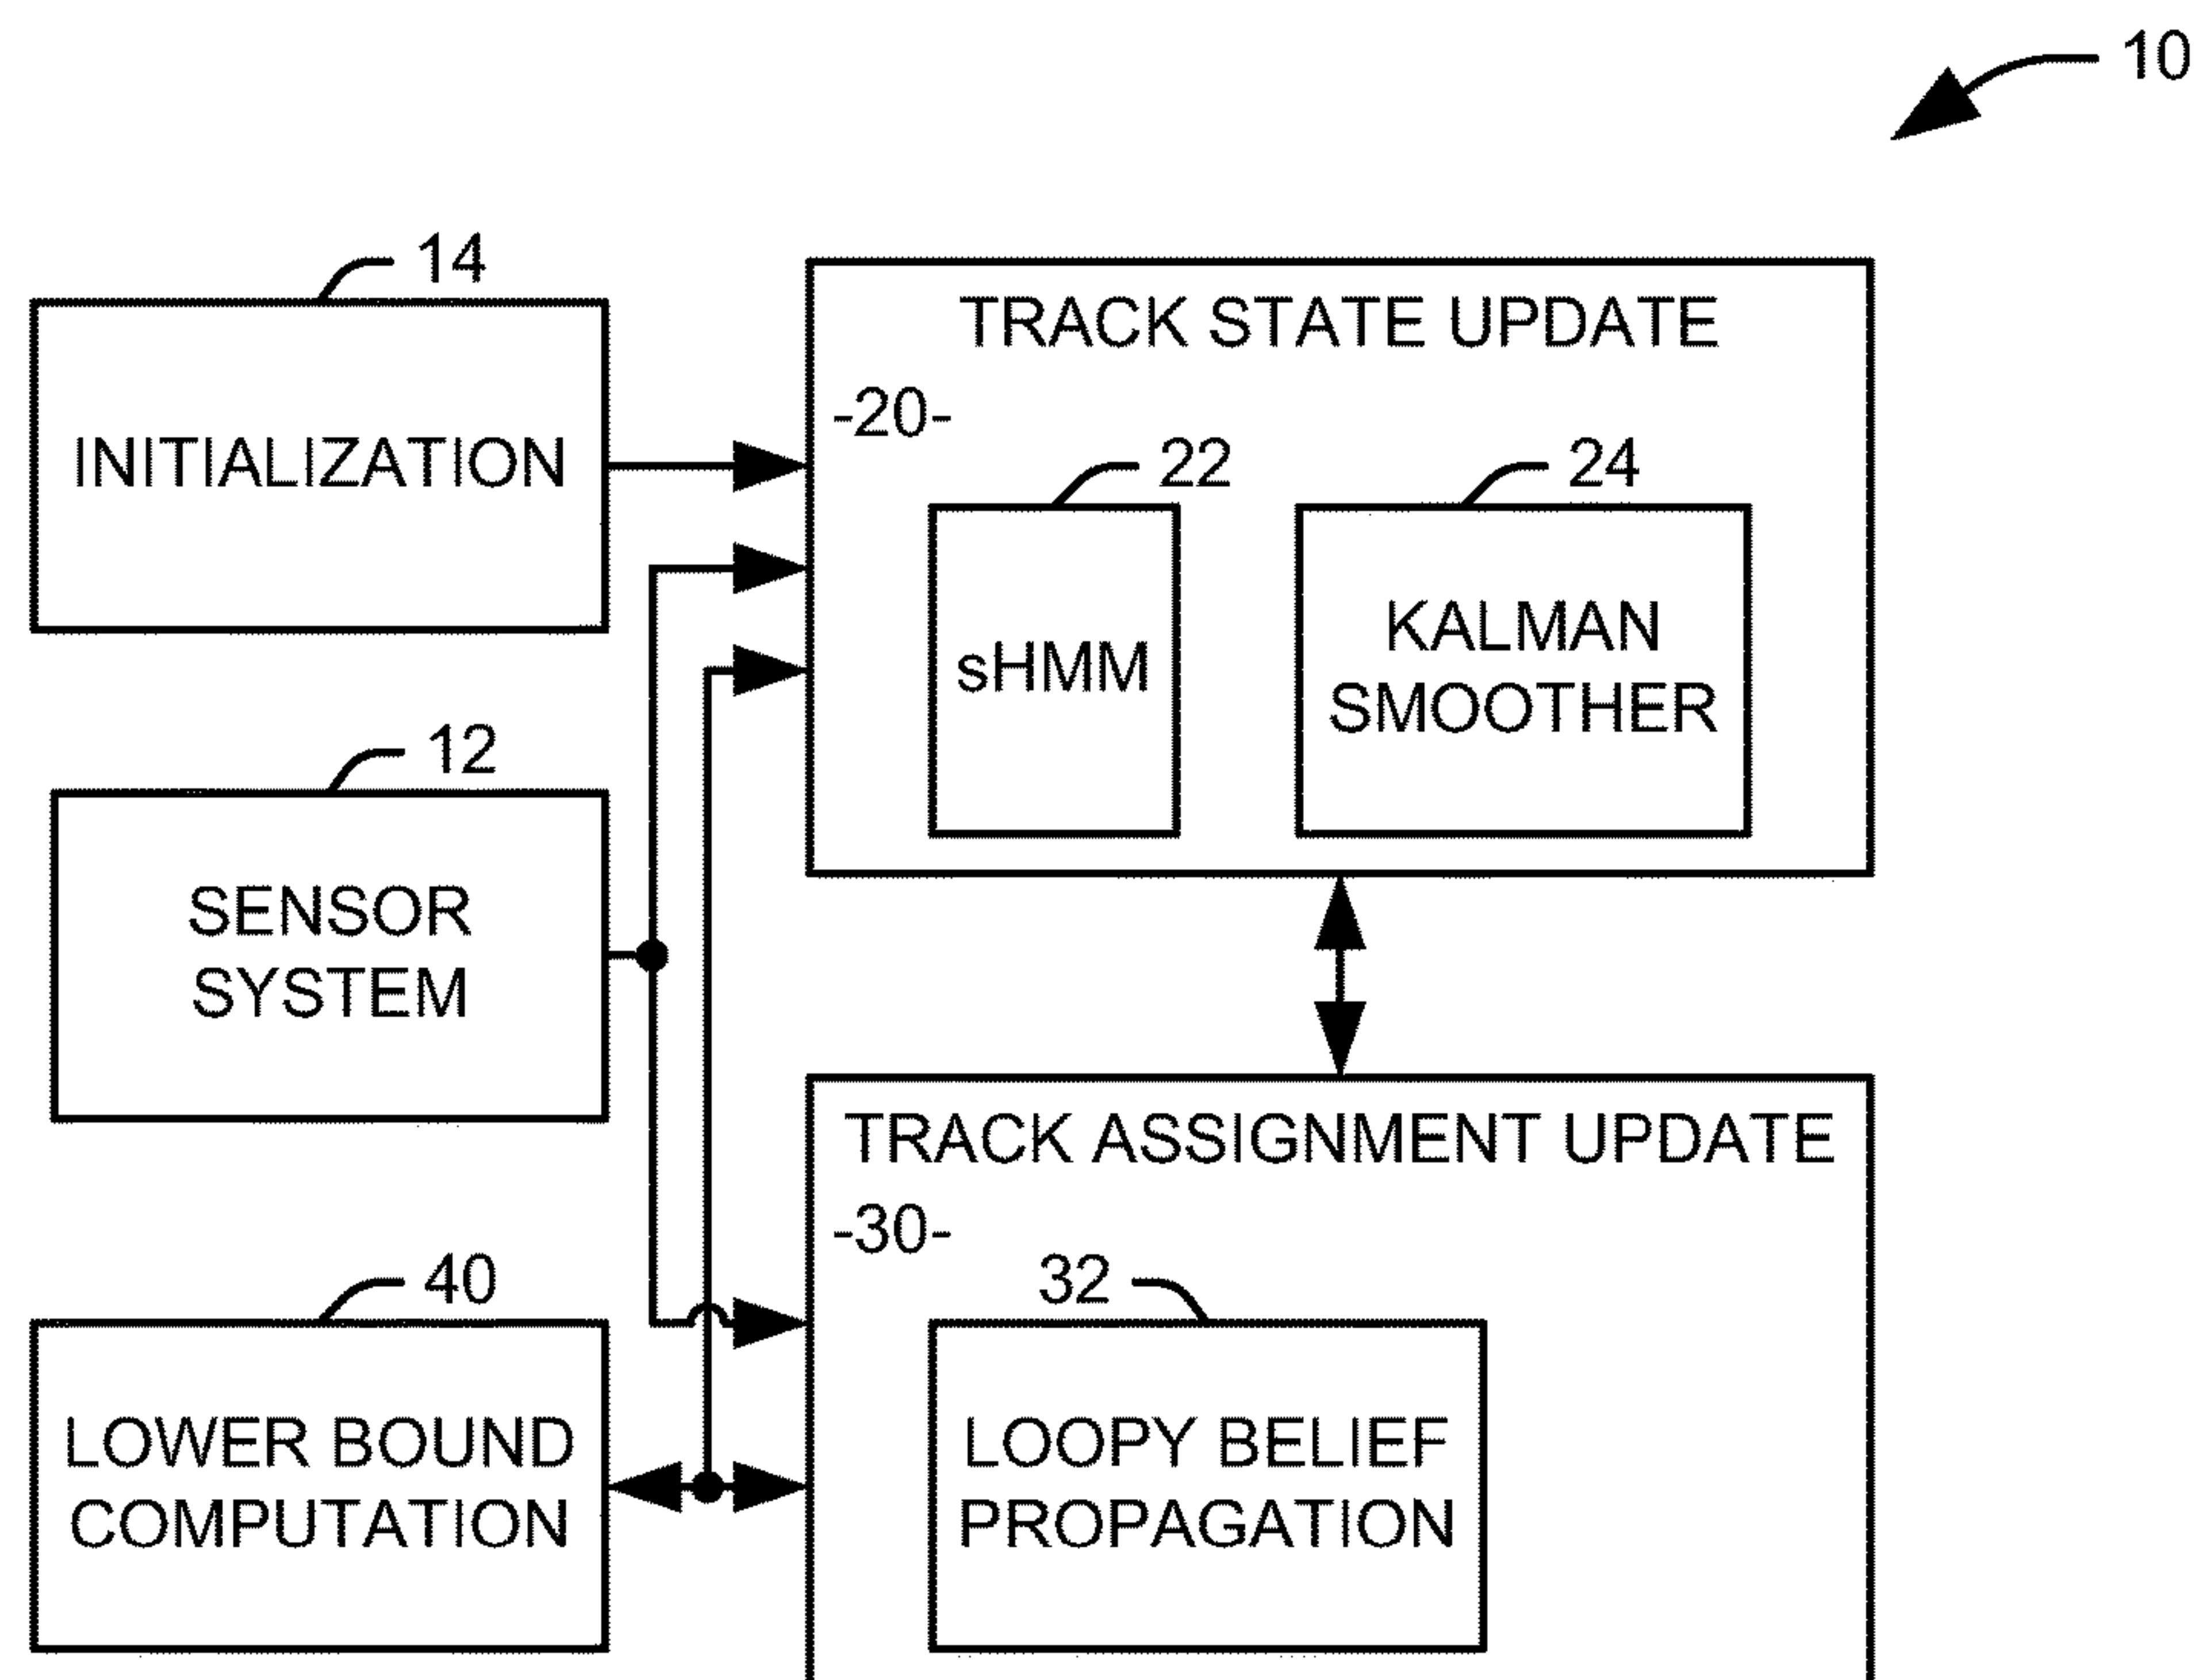 10
14
INITIALIZATION
TRACK STATE UPDATE
-20-
22
24
sHMM
KALMAN
SMOOTHER
12
SENSOR
SYSTEM
TRACK ASSIGNMENT UPDATE
-30-
32
40
LOWER BOUND
COMPUTATION
LOOPY BELIEF
PROPAGATION